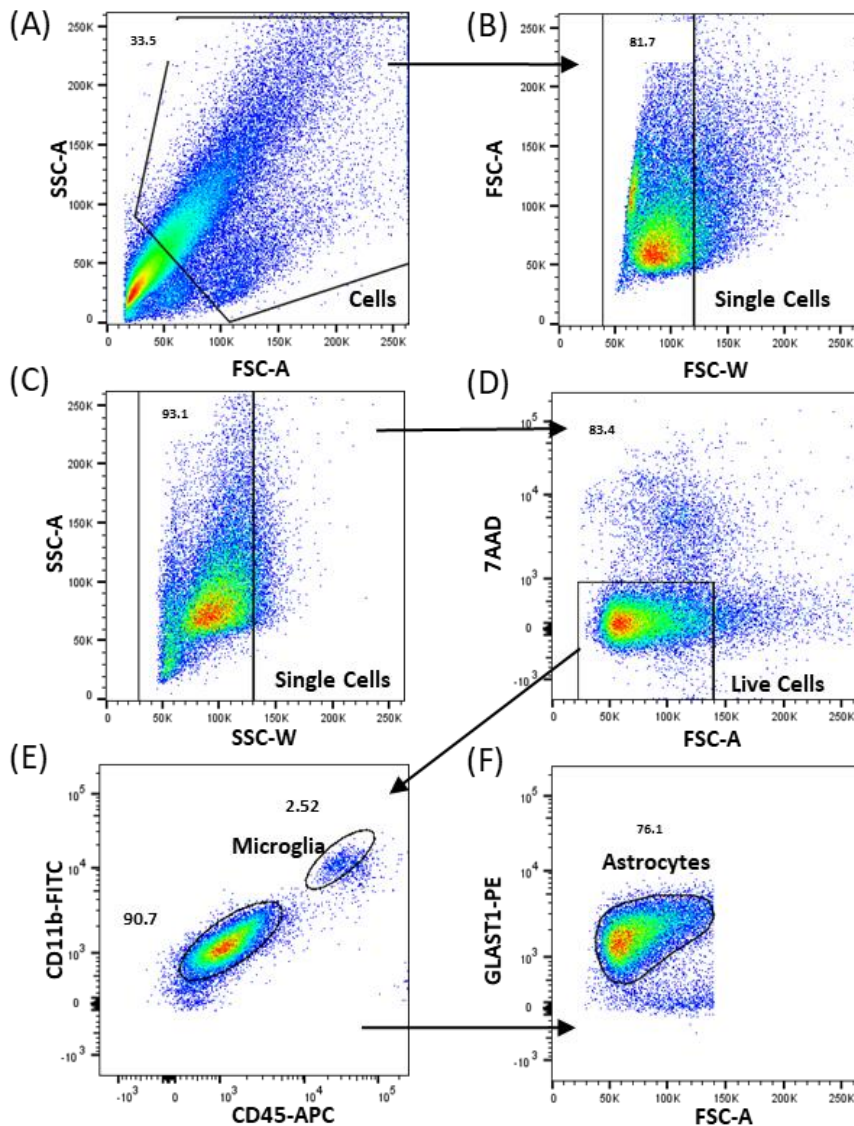 (A)
33.5
250K
200K
150K
100K
50K
0
SSC-A
Cells
0 50K 100K 150K 200K 250K
FSC-A
(B)
81.7
250K
200K
150K
100K
50K
0
FSC-A
Single Cells
0 50K 100K 150K 200K 250K
FSC-W
(C)
93.1
250K
200K
150K
100K
50K
0
SSC-A
Single Cells
0 50K 100K 150K 200K 250K
SSC-W
(D)
83.4
10^5
10^4
10^3
0
-10^3
7AAD
Live Cells
0 50K 100K 150K 200K 250K
FSC-A
(E)
2.52
Microglia
90.7
10^5
10^4
10^3
0
-10^3
CD11b-FITC
-10^3 0 10^3 10^4 10^5
CD45-APC
(F)
76.1
Astrocytes
10^5
10^4
10^3
0
-10^3
GLAST1-PE
0 50K 100K 150K 200K 250K
FSC-A